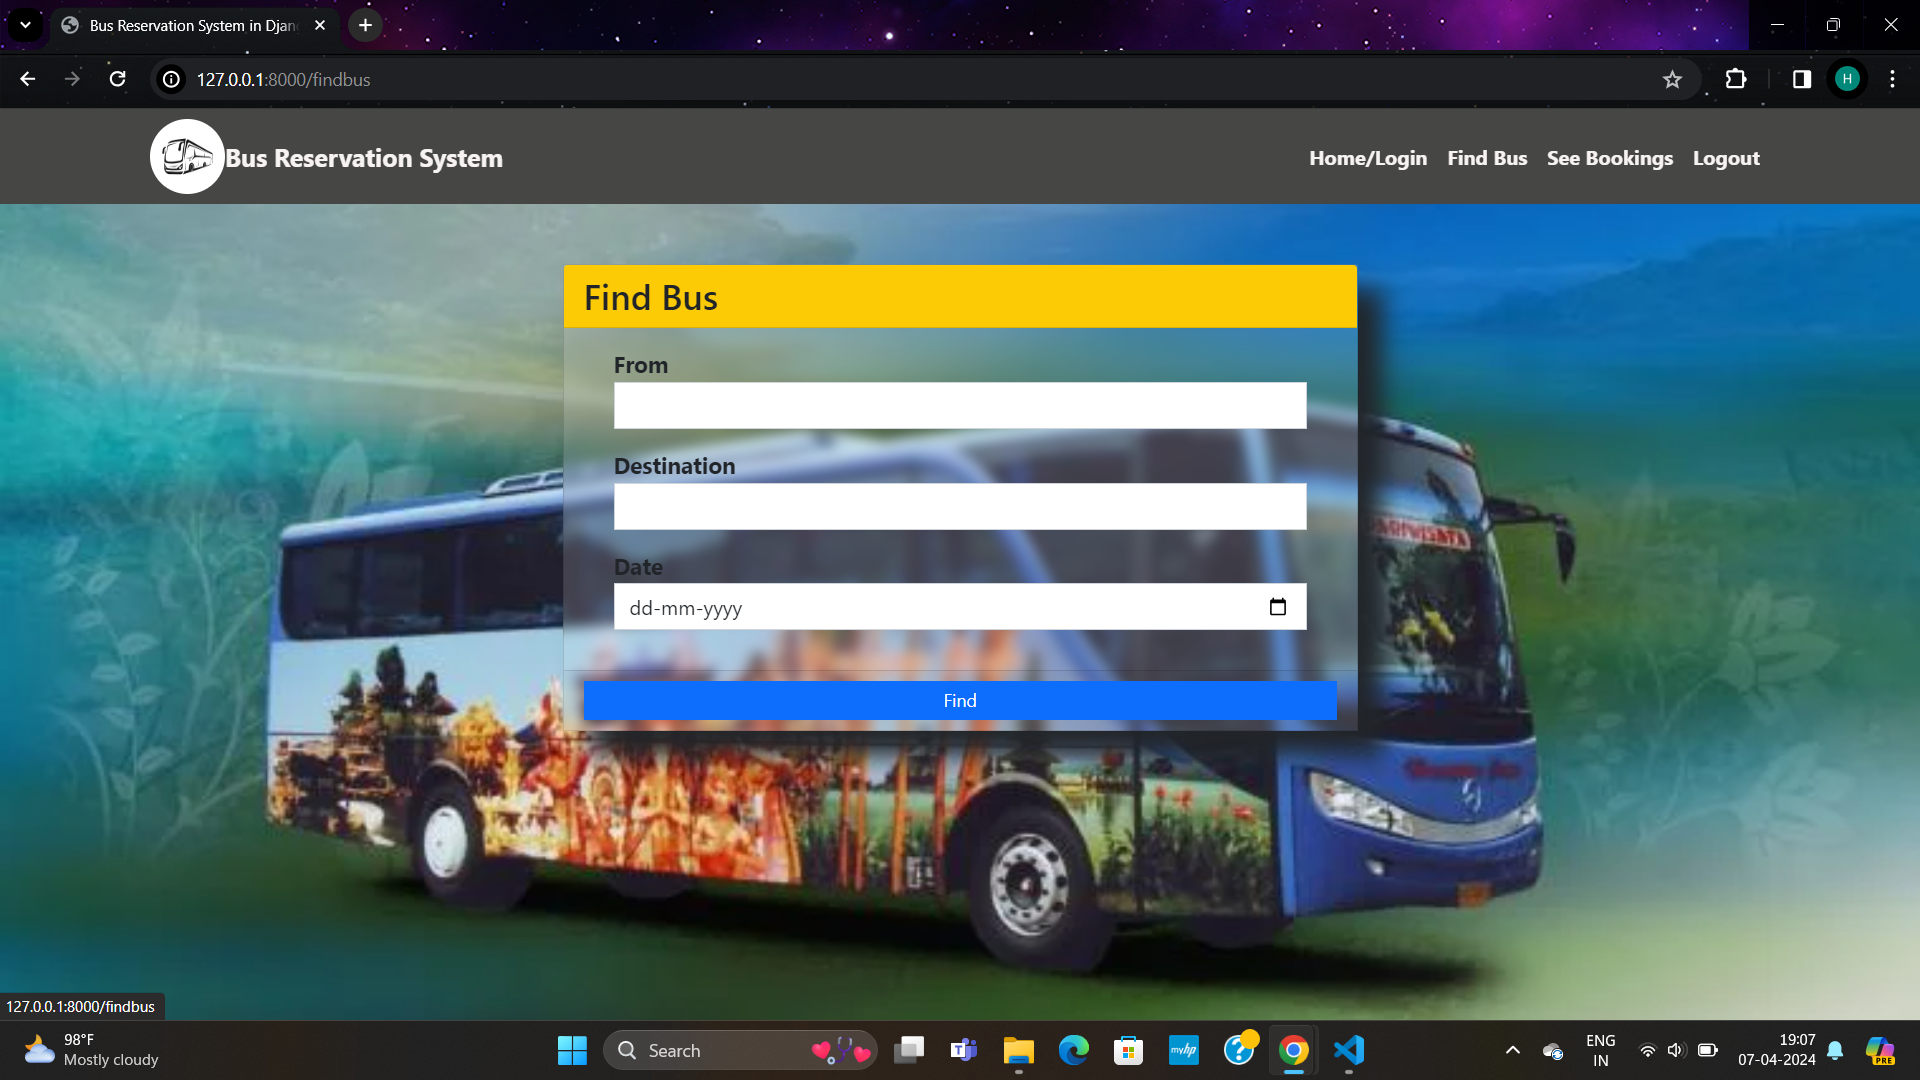 Bus Reservation System in Djan
127.0.0.1:8000/findbus
H
Bus Reservation System
Home/Login Find Bus See Bookings Logout
Find Bus
From
Destination
Date
dd-mm-yyyy
Find
127.0.0.1:8000/findbus
98°F
Mostly cloudy
Search
myhp
ENG
IN
19:07
07-04-2024
PRE